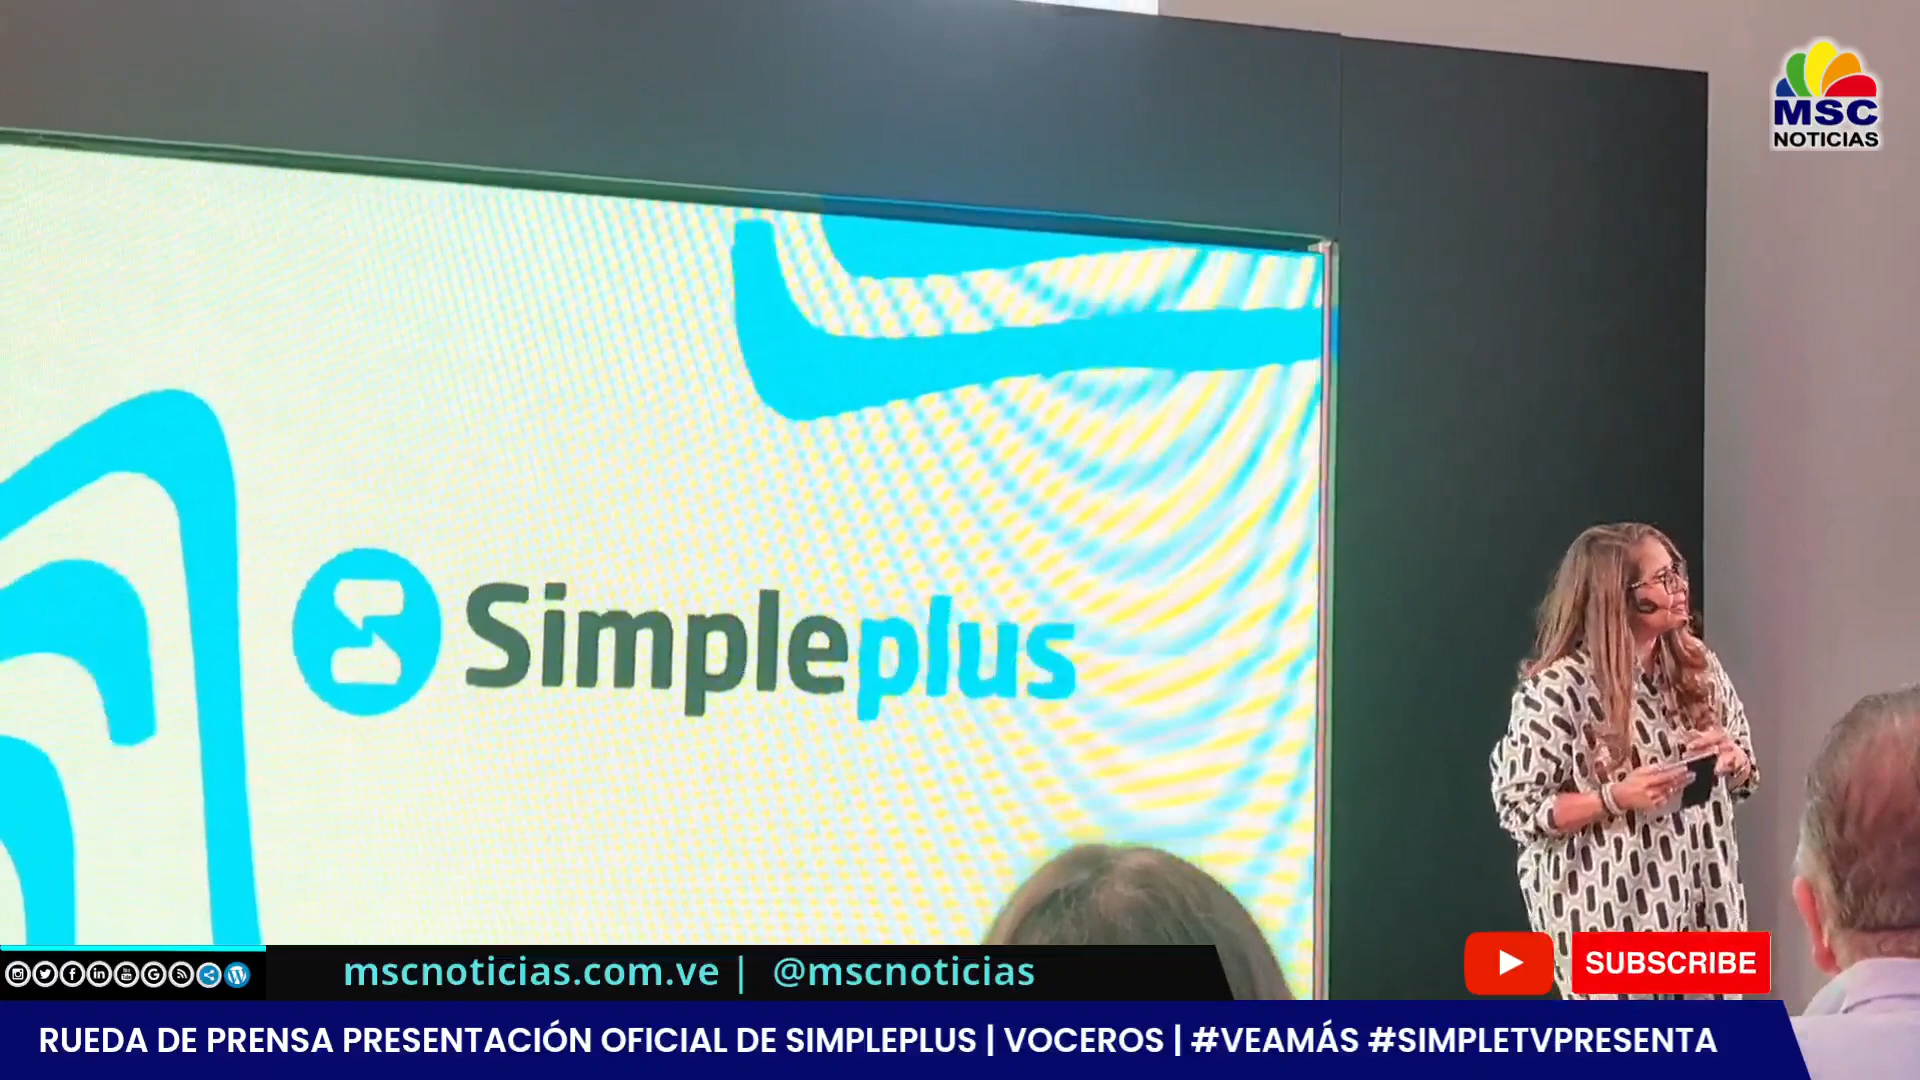 MSC
NOTICIAS
Simpleplus
mscnoticias.com.ve | @mscnoticias
SUBSCRIBE
RUEDA DE PRENSA PRESENTACIÓN OFICIAL DE SIMPLEPLUS | VOCEROS | #VEAMÁS #SIMPLETVPRESENTA